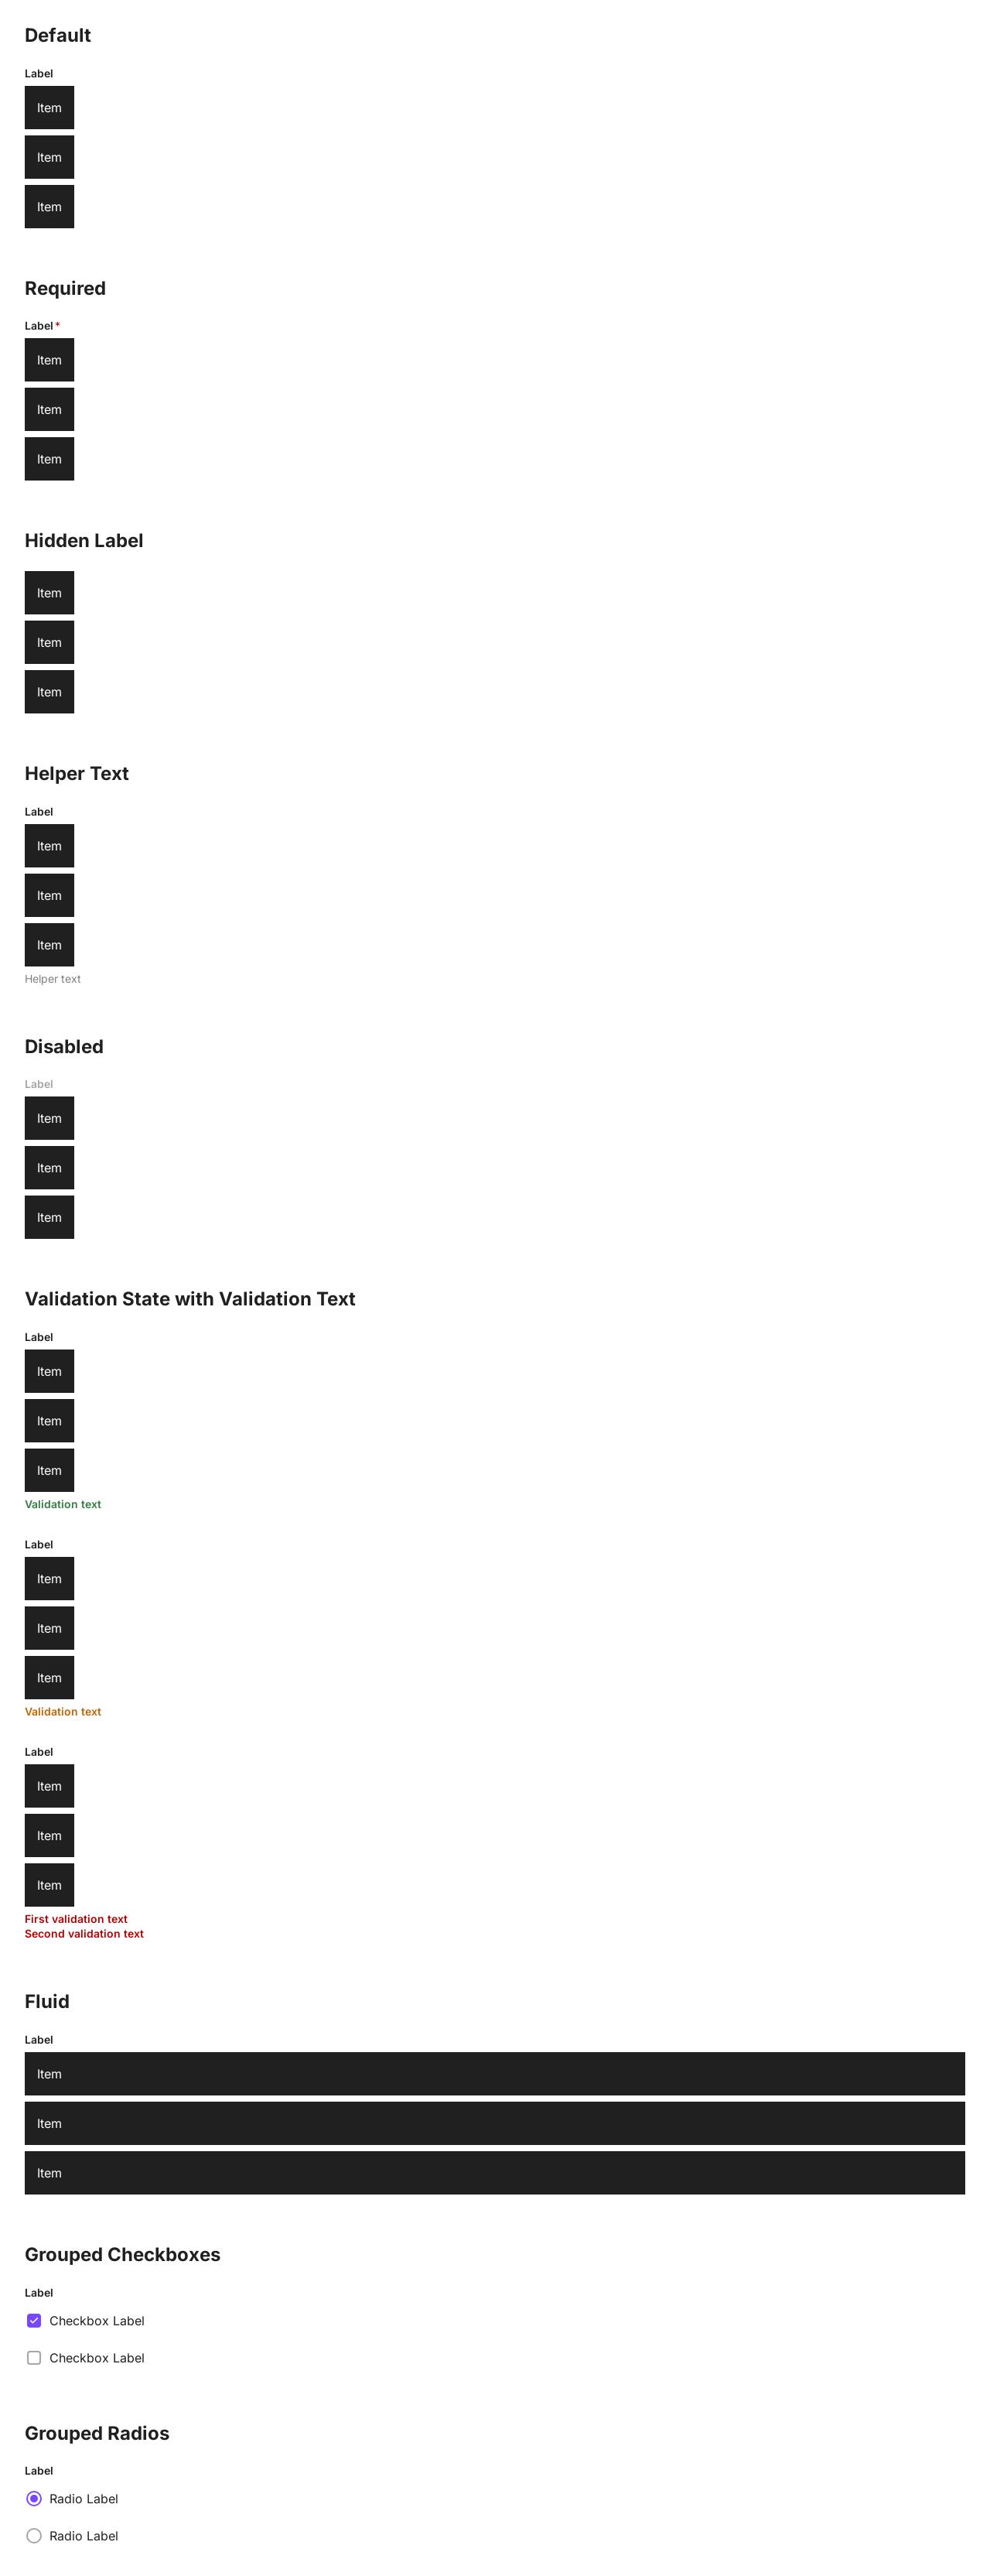 Default
Label
Item
Item
Item
Required
Label*
Item
Item
Item
Hidden Label
Item
Item
Item
Helper Text
Label
Item
Item
Item
Helper text
Disabled
Label
Item
Item
Item
Validation State with Validation Text
Label
Item
Item
Item
Validation text
Label
Item
Item
Item
Validation text
Label
Item
Item
Item
First validation text
Second validation text
Fluid
Label
Item
Item
Item
Grouped Checkboxes
Label
Checkbox Label
Checkbox Label
Grouped Radios
Label
Radio Label
Radio Label